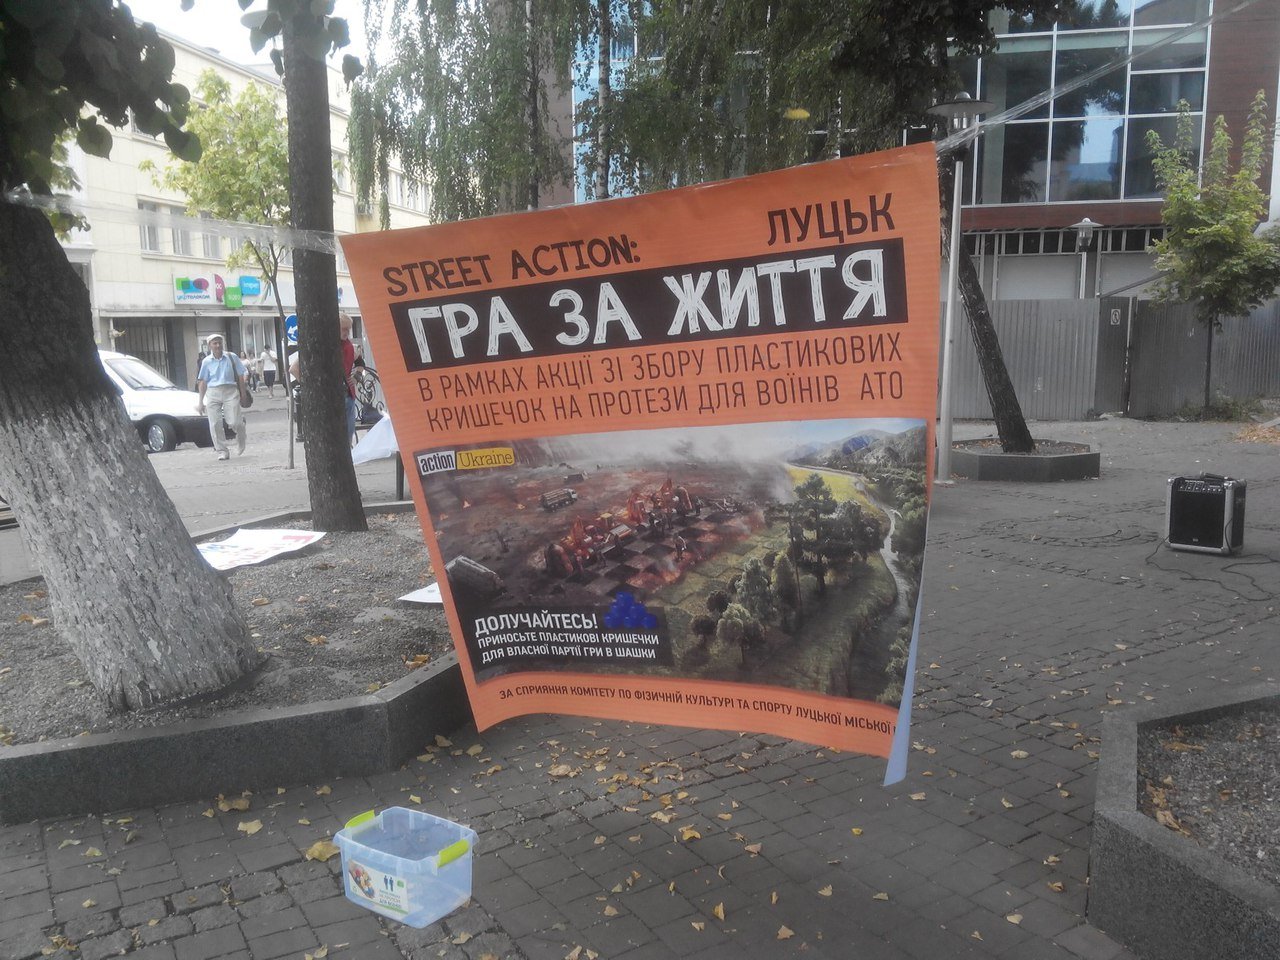 STREET ACTION: ЛУЦЬК
ГРА ЗА ЖИТТЯ
В РАМКАХ АКЦІЇ ЗІ ЗБОРУ ПЛАСТИКОВИХ
КРИШЕЧОК НА ПРОТЕЗИ ДЛЯ ВОЇНІВ АТО
action Ukraine
ДОЛУЧАЙТЕСЬ!
ПРИНОСЬТЕ ПЛАСТИКОВІ КРИШЕЧКИ
ДЛЯ ВЛАСНОЇ ПАРТІЇ ГРИ В ШАШКИ
ЗА СПРИЯННЯ КОМІТЕТУ ПО ФІЗИЧНІЙ КУЛЬТУРІ ТА СПОРТУ ЛУЦЬКОЇ МІСЬКОЇ
укртелеком